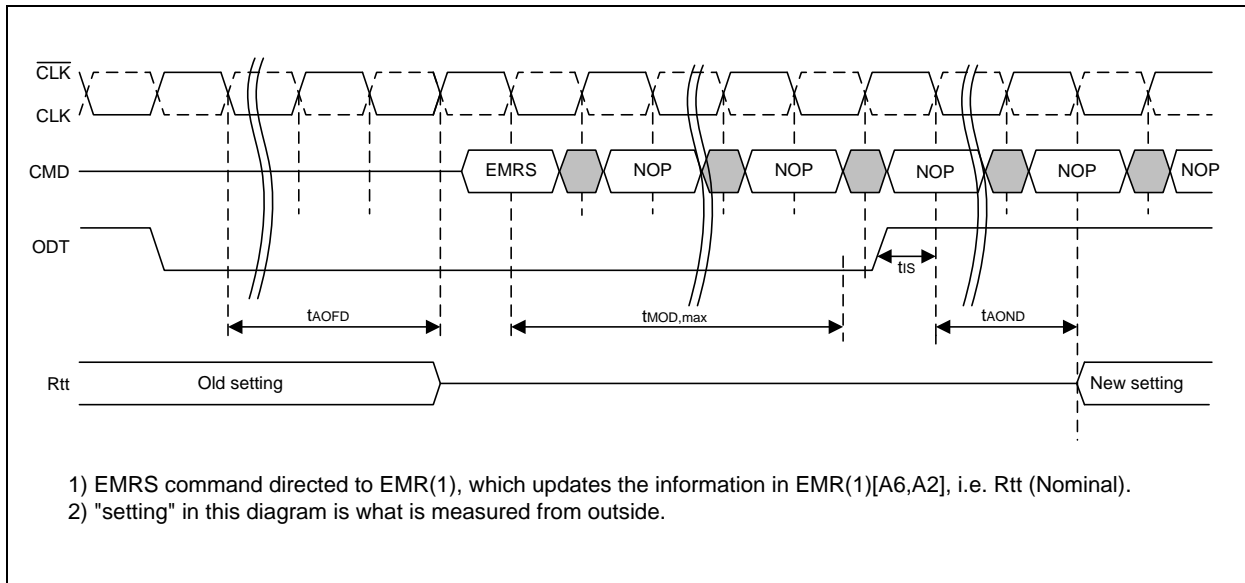 CLK
CLK
CMD
EMRS NOP NOP NOP NOP NOP
ODT
tIS
tAOFD tMOD,max tAOND
Rtt Old setting New setting
1) EMRS command directed to EMR(1), which updates the information in EMR(1)[A6,A2], i.e. Rtt (Nominal).
2) "setting" in this diagram is what is measured from outside.